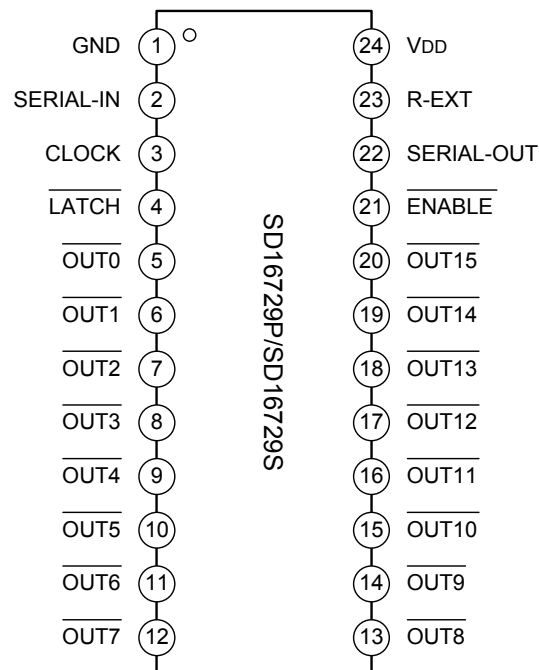 GND 1 24 VDD
SERIAL-IN 2 23 R-EXT
CLOCK 3 22 SERIAL-OUT
LATCH 4 21 ENABLE
OUT0 5 20 OUT15
OUT1 6 19 OUT14
OUT2 7 18 OUT13
OUT3 8 17 OUT12
OUT4 9 16 OUT11
OUT5 10 15 OUT10
OUT6 11 14 OUT9
OUT7 12 13 OUT8
SD16729P/SD16729S